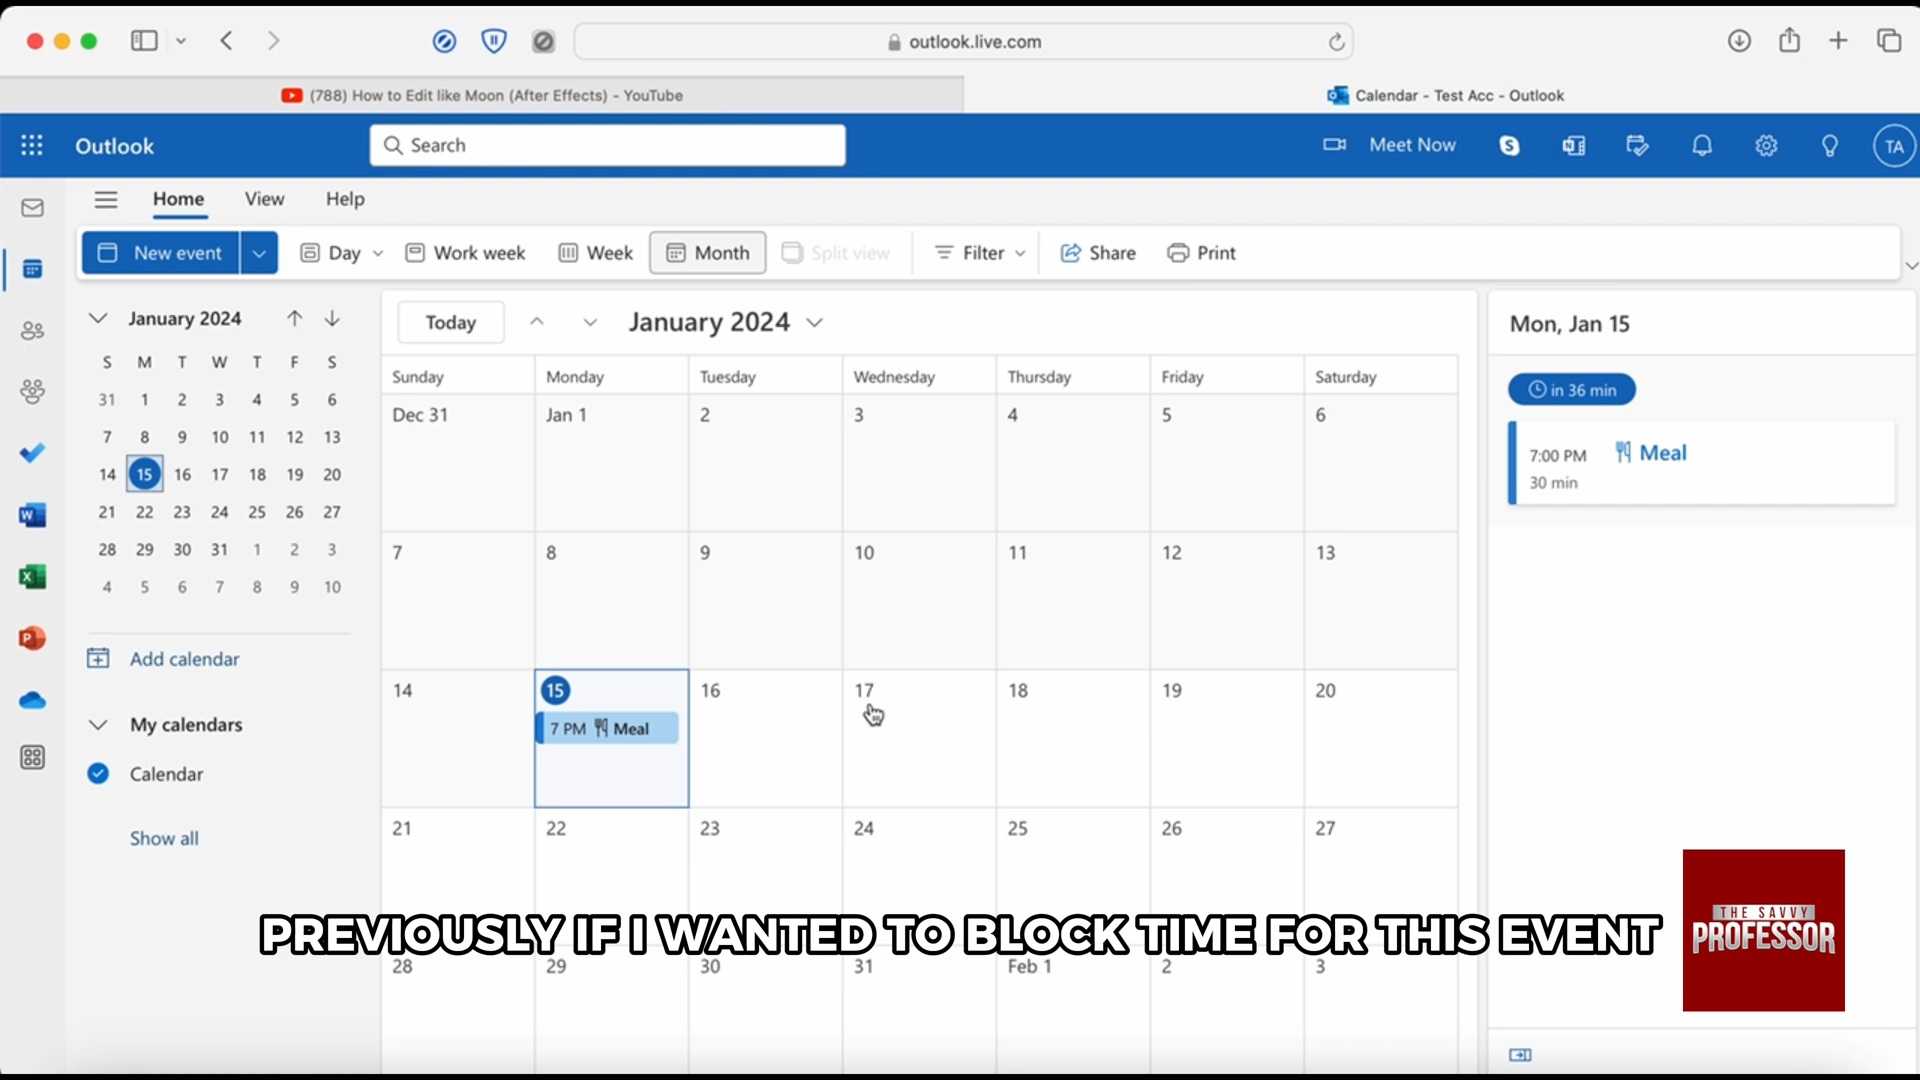 outlook.live.com
(788) How to Edit like Moon (After Effects) - YouTube
Calendar - Test Acc - Outlook
Outlook
Search
Meet Now
TA
Home View Help
New event Day Work week Week Month Split view Filter Share Print
January 2024
S M T W T F S
31 1 2 3 4 5 6
7 8 9 10 11 12 13
14 15 16 17 18 19 20
21 22 23 24 25 26 27
28 29 30 31 1 2 3
4 5 6 7 8 9 10
Add calendar
My calendars
Calendar
Show all
Today January 2024
Sunday Monday Tuesday Wednesday Thursday Friday Saturday
Dec 31 Jan 1 2 3 4 5 6
7 8 9 10 11 12 13
14 15 16 17 18 19 20
7 PM Meal
21 22 23 24 25 26 27
28 29 30 31 Feb 1 2 3
Mon, Jan 15
in 36 min
7:00 PM Meal
30 min
PREVIOUSLY IF I WANTED TO BLOCK TIME FOR THIS EVENT
THE SAVVY
PROFESSOR